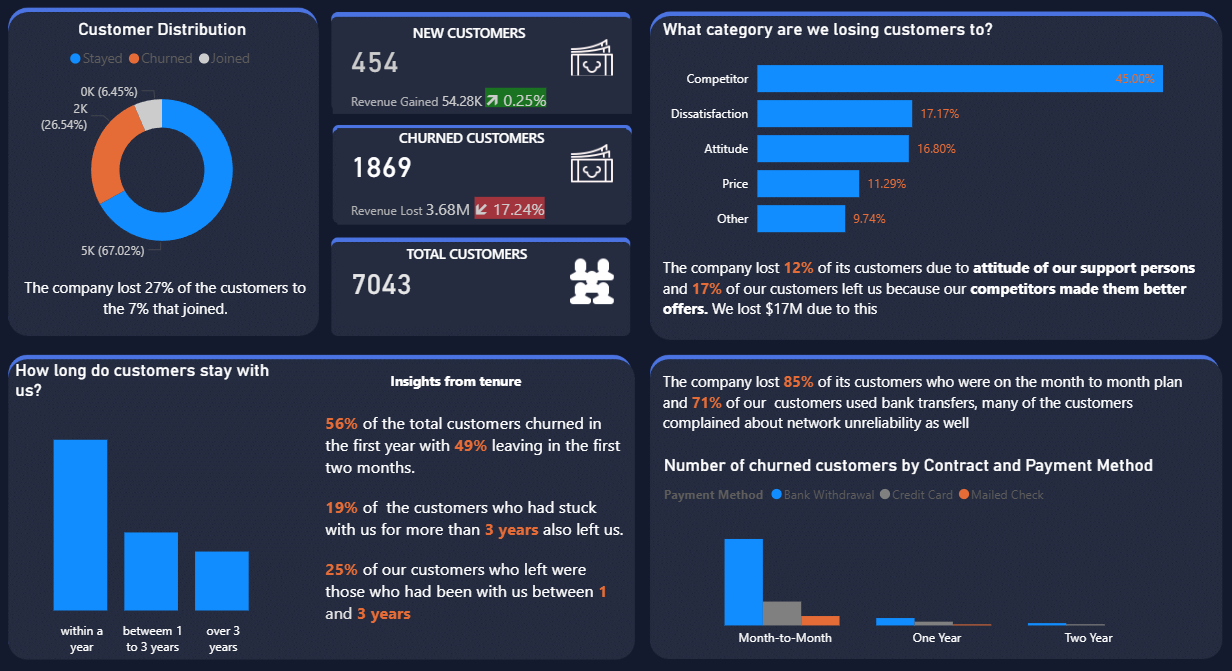 Customer Distribution
Stayed Churned Joined
0K (6.45%)
2K
(26.54%)
5K (67.02%)
The company lost 27% of the customers to
the 7% that joined.
NEW CUSTOMERS
454
Revenue Gained 54.28K 0.25%
CHURNED CUSTOMERS
1869
Revenue Lost 3.68M 17.24%
TOTAL CUSTOMERS
7043
What category are we losing customers to?
Competitor 45.00%
Dissatisfaction 17.17%
Attitude 16.80%
Price 11.29%
Other 9.74%
The company lost 12% of its customers due to attitude of our support persons
and 17% of our customers left us because our competitors made them better
offers. We lost $17M due to this
How long do customers stay with
us?
within a
year
betweem 1
to 3 years
over 3
years
Insights from tenure
56% of the total customers churned in
the first year with 49% leaving in the first
two months.
19% of the customers who had stuck
with us for more than 3 years also left us.
25% of our customers who left were
those who had been with us between 1
and 3 years
The company lost 85% of its customers who were on the month to month plan
and 71% of our customers used bank transfers, many of the customers
complained about network unreliability as well
Number of churned customers by Contract and Payment Method
Payment Method Bank Withdrawal Credit Card Mailed Check
Month-to-Month
One Year
Two Year